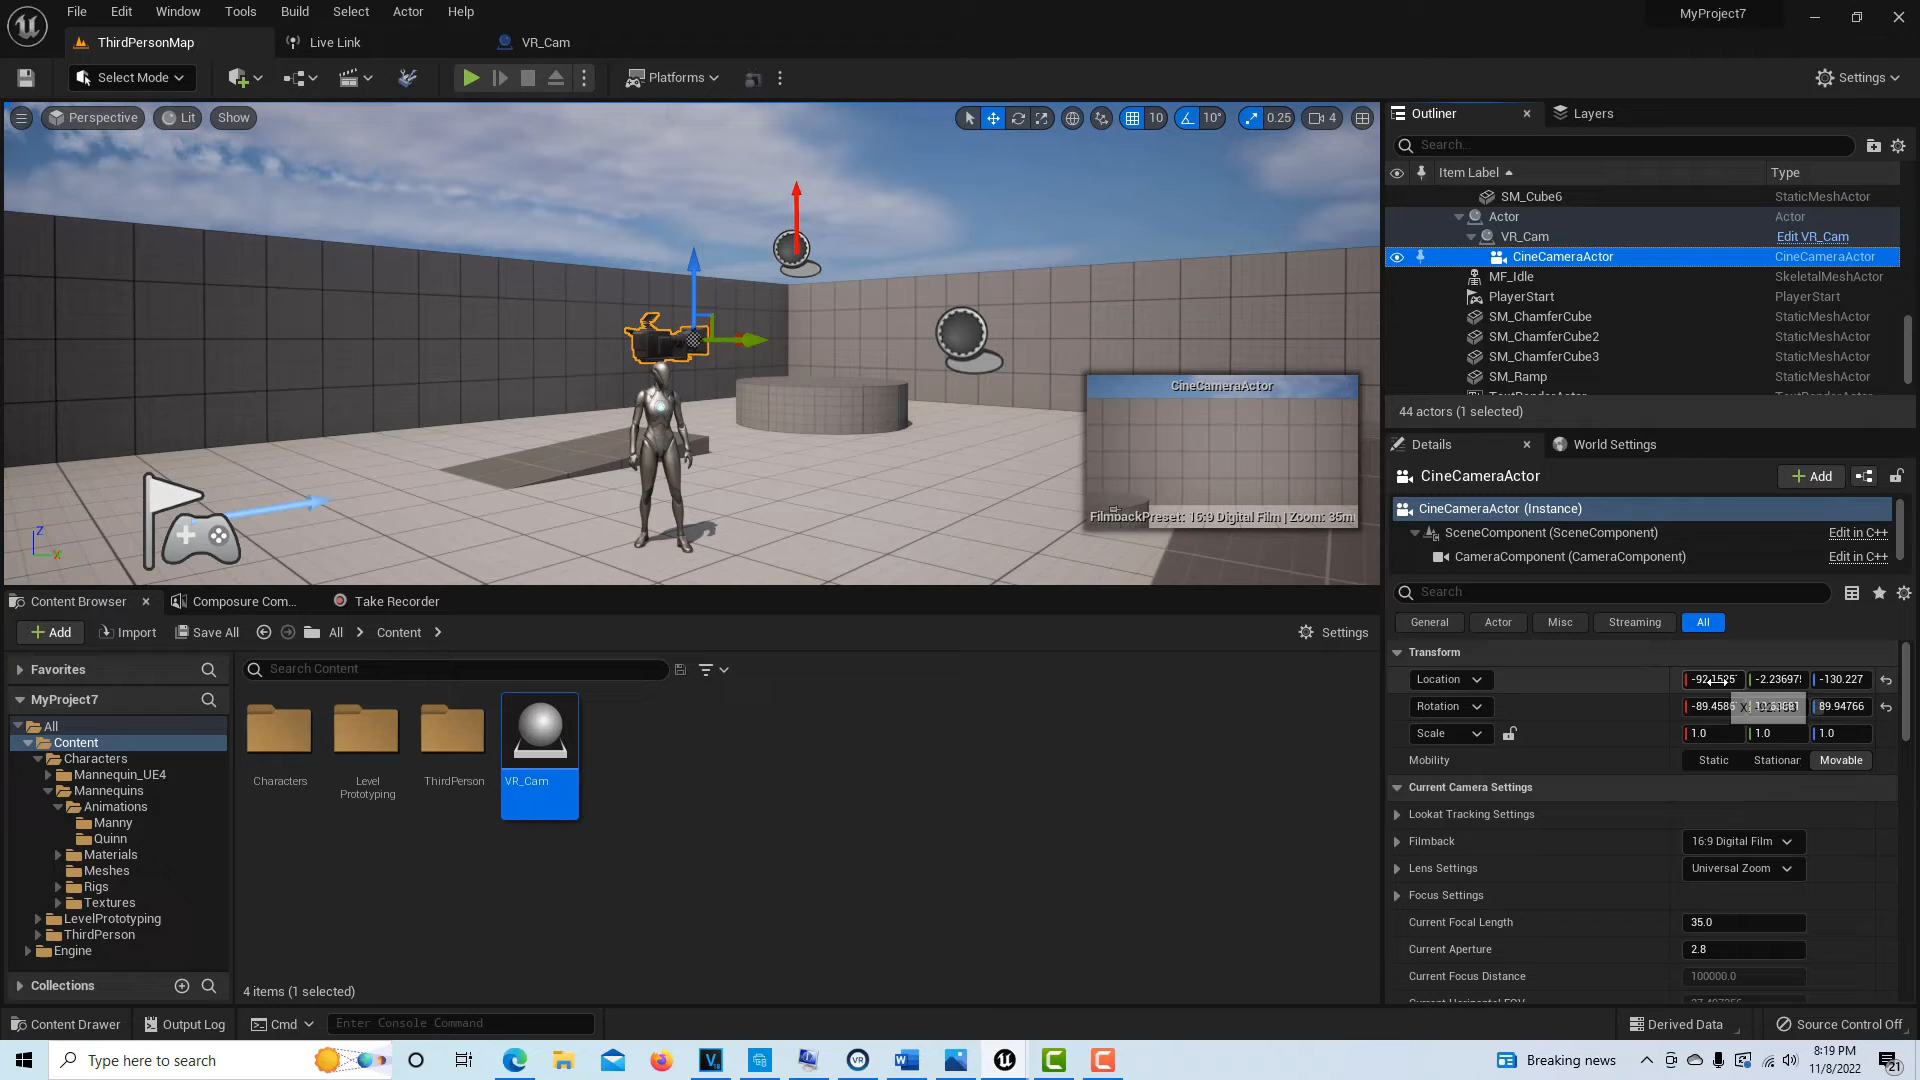 File Edit Window Tools Build Select Actor Help
MyProject7
ThirdPersonMap Live Link VR_Cam
Select Mode Platforms Settings
Perspective Lit Show 10 10° 0.25 4
Outliner Layers
Search...
Item Label Type
SM_Cube6 StaticMeshActor
Actor Actor
VR_Cam Edit VR_Cam
CineCameraActor CineCameraActor
MF_Idle SkeletalMeshActor
PlayerStart PlayerStart
SM_ChamferCube StaticMeshActor
SM_ChamferCube2 StaticMeshActor
SM_ChamferCube3 StaticMeshActor
SM_Ramp StaticMeshActor
44 actors (1 selected)
CineCameraActor
FilmbackPreset: 16:9 Digital Film | Zoom: 35m
Z
Details World Settings
CineCameraActor Add
CineCameraActor (Instance)
SceneComponent (SceneComponent) Edit in C++
CameraComponent (CameraComponent) Edit in C++
Search
General Actor Misc Streaming All
Transform
Location -2.23697 -130.227
Rotation -89.4586 89.94766
Scale 1.0 1.0 1.0
Mobility Static Stationar Movable
Current Camera Settings
Lookat Tracking Settings
Filmback 16:9 Digital Film
Lens Settings Universal Zoom
Focus Settings
Current Focal Length 35.0
Current Aperture 2.8
Current Focus Distance 100000.0
Content Browser Composure Com... Take Recorder
Add Import Save All All Content Settings
Favorites
Search Content
MyProject7
All
Content
Characters
Mannequin_UE4
Mannequins
Animations
Manny
Quinn
Materials
Meshes
Rigs
Textures
LevelPrototyping
ThirdPerson
Engine
Collections
Characters
Level
Prototyping
ThirdPerson
VR_Cam
4 items (1 selected)
Content Drawer Output Log Cmd Enter Console Command Derived Data Source Control Off
Type here to search Breaking news 8:19 PM
11/8/2022
21